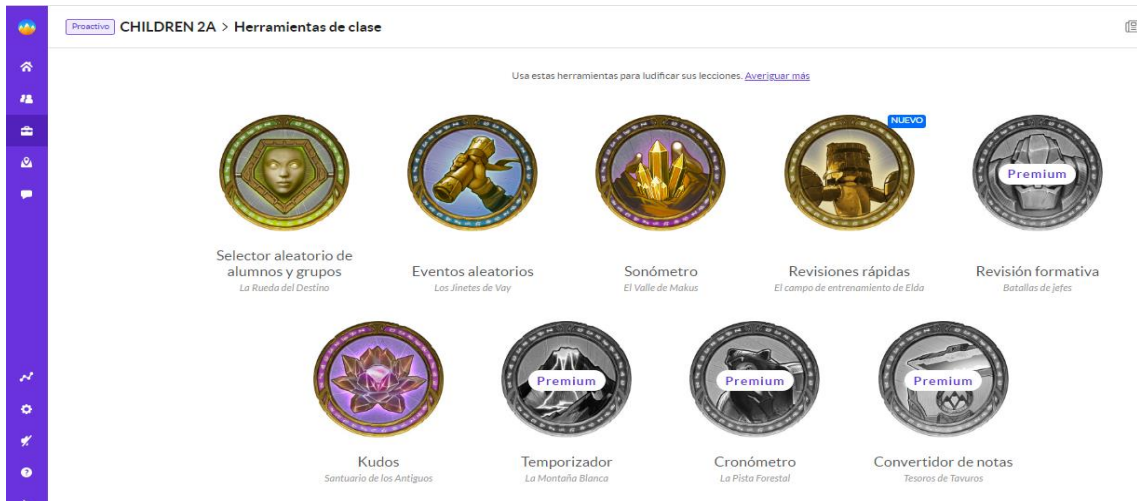 Proactivo CHILDREN 2A > Herramientas de clase
Usa estas herramientas para ludificar sus lecciones. Averiguar más
NUEVO
Premium
Selector aleatorio de
alumnos y grupos
La Rueda del Destino
Eventos aleatorios
Los Jinetes de Vay
Sonómetro
El Valle de Makus
Revisiones rápidas
El campo de entrenamiento de Elda
Revisión formativa
Batallas de jefes
Premium
Premium
Premium
Kudos
Santuario de los Antiguos
Temporizador
La Montaña Blanca
Cronómetro
La Pista Forestal
Convertidor de notas
Tesoros de Tavuros